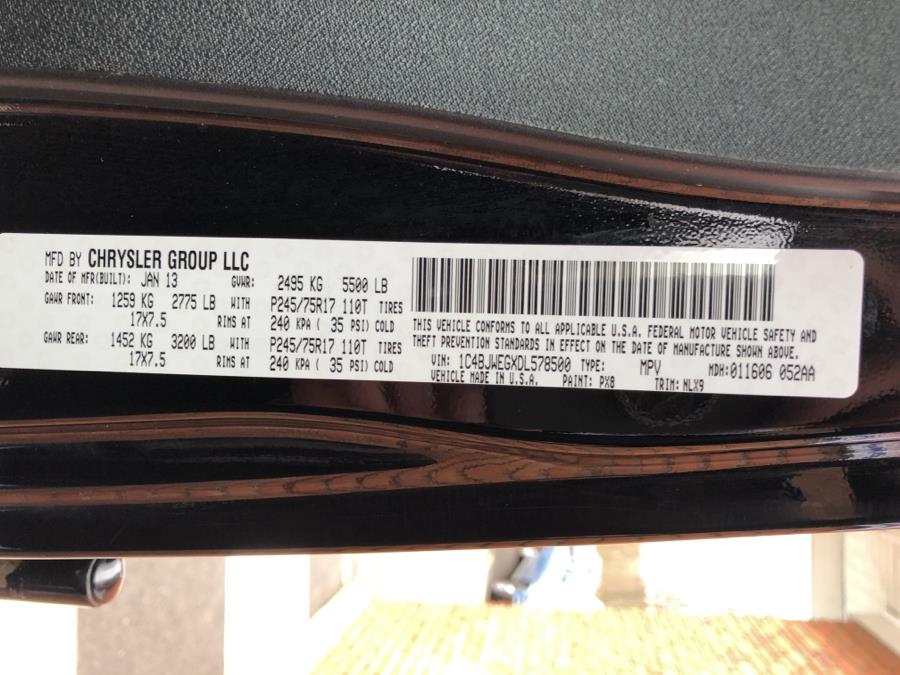 MFD BY CHRYSLER GROUP LLC
DATE OF MFR(BUILT): JAN 13 GVWR: 2495 KG 5500 LB
GAWR FRONT: 1259 KG 2775 LB WITH P245/75R17 110T TIRES
17X7.5 RIMS AT 240 KPA ( 35 PSI) COLD
GAWR REAR: 1452 KG 3200 LB WITH P245/75R17 110T TIRES
17X7.5 RIMS AT 240 KPA ( 35 PSI) COLD
THIS VEHICLE CONFORMS TO ALL APPLICABLE U.S.A. FEDERAL MOTOR VEHICLE SAFETY AND
THEFT PREVENTION STANDARDS IN EFFECT ON THE DATE OF MANUFACTURE SHOWN ABOVE.
VIN: 1C4BJWEGXDL578500 TYPE: MPV MDH:011606 052AA
VEHICLE MADE IN U.S.A. PAINT: PX8 TRIM: NLX9